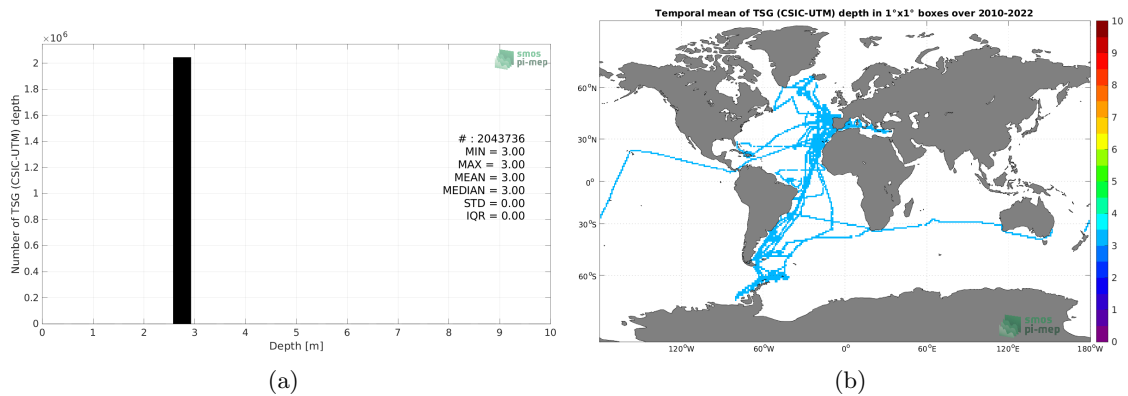 ×10⁶
2
1.8
1.6
1.4
1.2
1
0.8
0.6
0.4
0.2
0
Number of TSG (CSIC-UTM) depth
smos
pi-mep
# : 2043736
MIN = 3.00
MAX = 3.00
MEAN = 3.00
MEDIAN = 3.00
STD = 0.00
IQR = 0.00
0 1 2 3 4 5 6 7 8 9 10
Depth [m]
(a)
Temporal mean of TSG (CSIC-UTM) depth in 1°x1° boxes over 2010-2022
60°N
30°N
0°
30°S
60°S
120°W 60°W 0° 60°E 120°E 180°W
smos
pi-mep
10
9
8
7
6
5
4
3
2
1
0
(b)